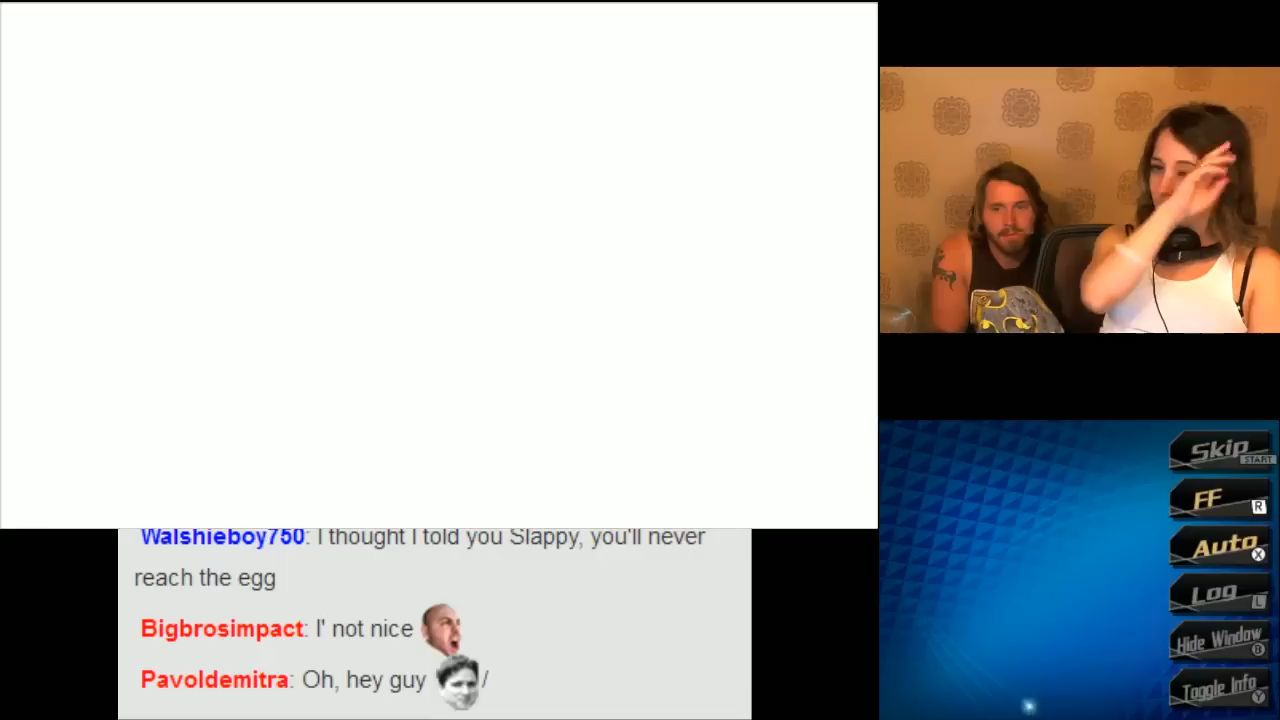 Walshieboy750: I thought I told you Slappy, you'll never
reach the egg
Bigbrosimpact: I' not nice
Pavoldemitra: Oh, hey guy /
Skip
START
FF
R
Auto
X
Log
L
Hide Window
B
Toggle Info
Y